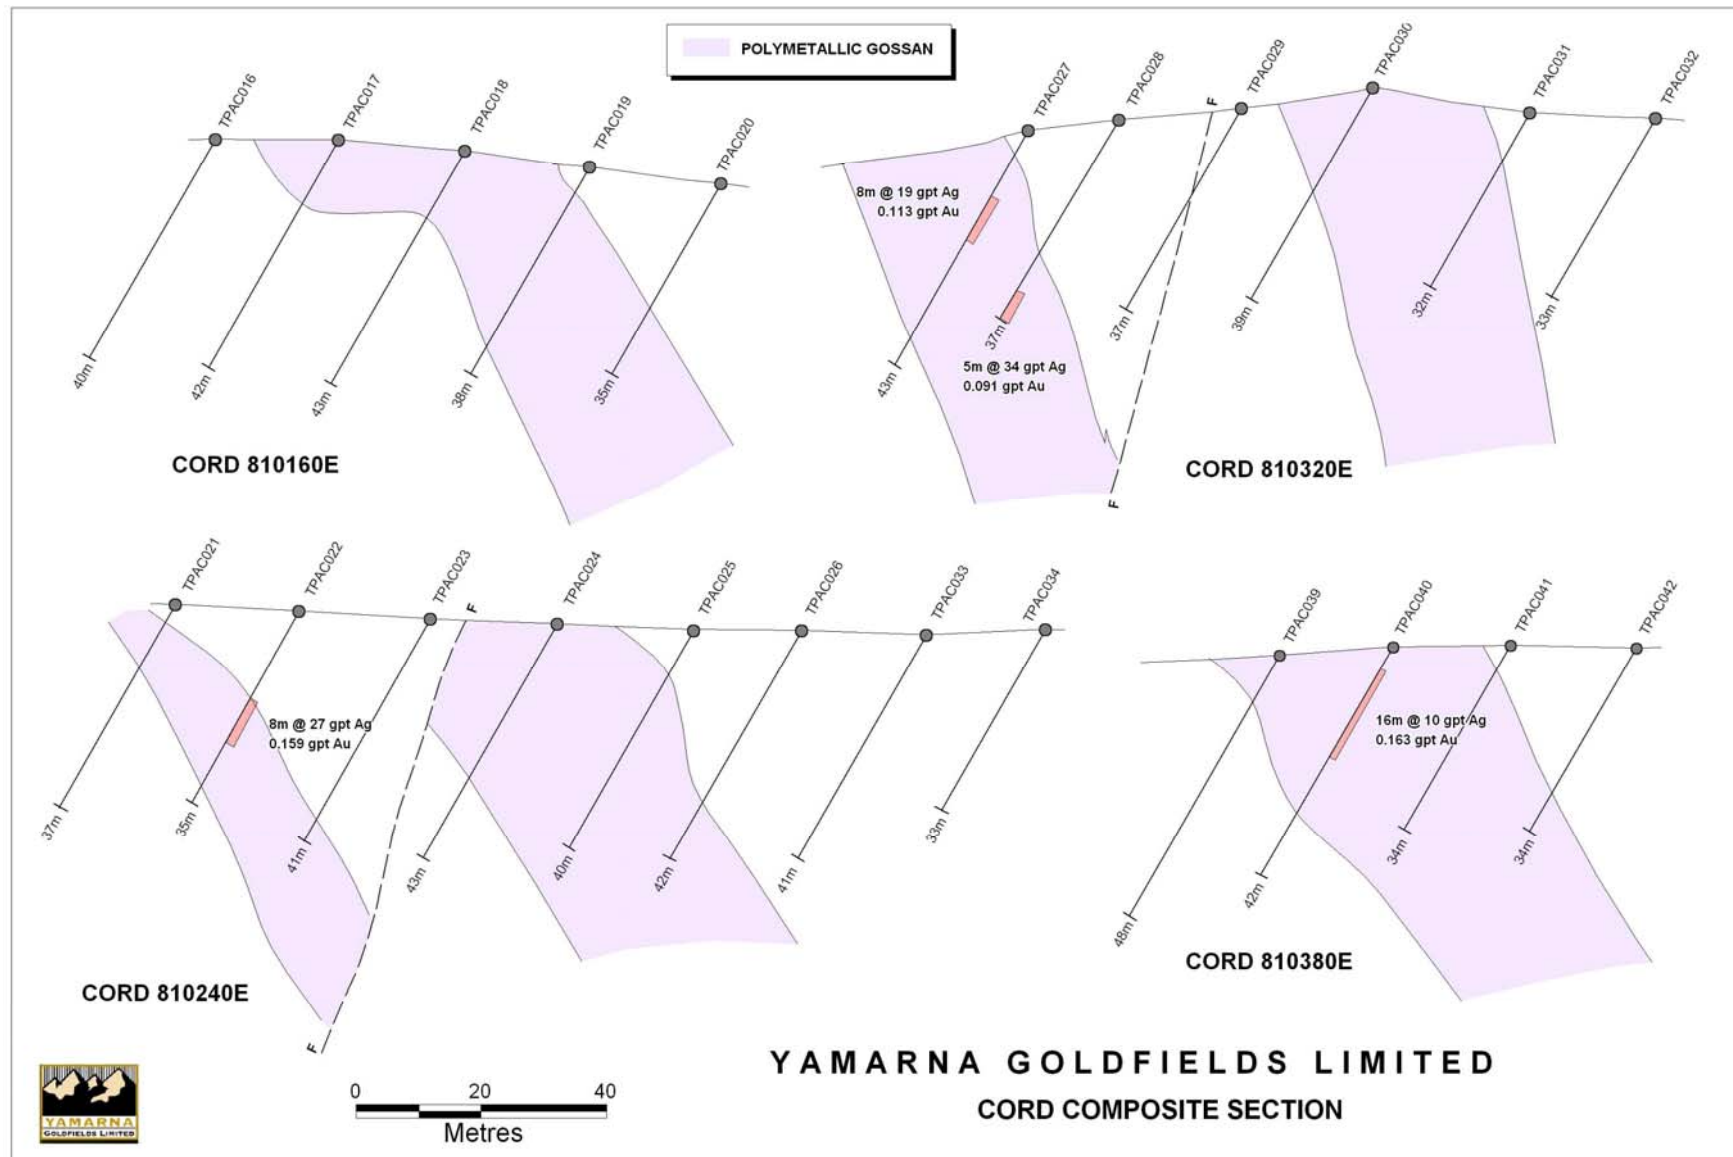 POLYMETALLIC GOSSAN
TPAC016
TPAC017
TPAC018
TPAC019
TPAC020
40m
42m
43m
38m
35m
CORD 810160E
TPAC027
TPAC028
F
TPAC029
TPAC030
TPAC031
TPAC032
8m @ 19 gpt Ag
0.113 gpt Au
5m @ 34 gpt Ag
0.091 gpt Au
43m
37m
37m
39m
32m
33m
F
CORD 810320E
TPAC021
TPAC022
TPAC023
F
TPAC024
TPAC025
TPAC026
TPAC033
TPAC034
8m @ 27 gpt Ag
0.159 gpt Au
37m
35m
41m
43m
40m
42m
41m
33m
F
CORD 810240E
TPAC039
TPAC040
TPAC041
TPAC042
16m @ 10 gpt Ag
0.163 gpt Au
48m
42m
34m
34m
CORD 810380E
YAMARNA
GOLDFIELDS LIMITED
0 20 40
Metres
YAMARNA GOLDFIELDS LIMITED
CORD COMPOSITE SECTION